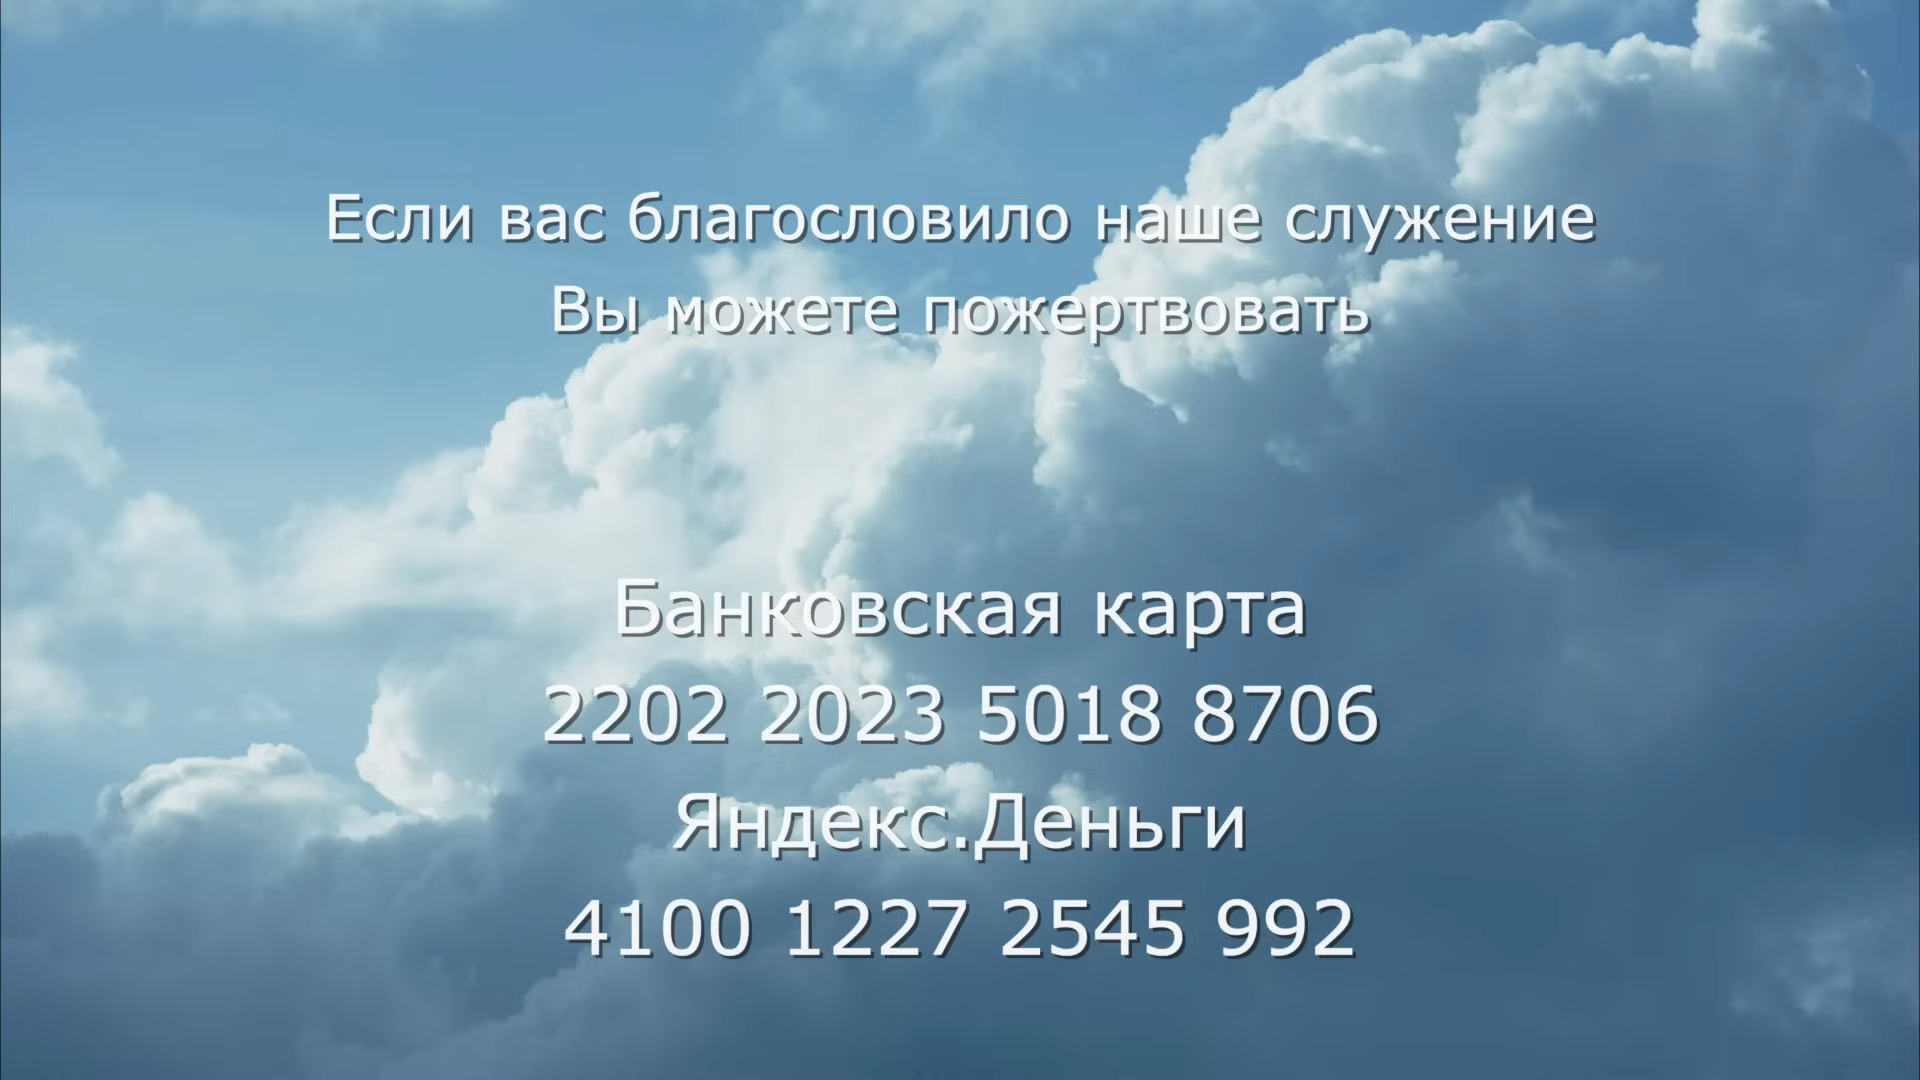 Если вас благословило наше служение
Вы можете пожертвовать
Банковская карта
2202 2023 5018 8706
Яндекс.Деньги
4100 1227 2545 992